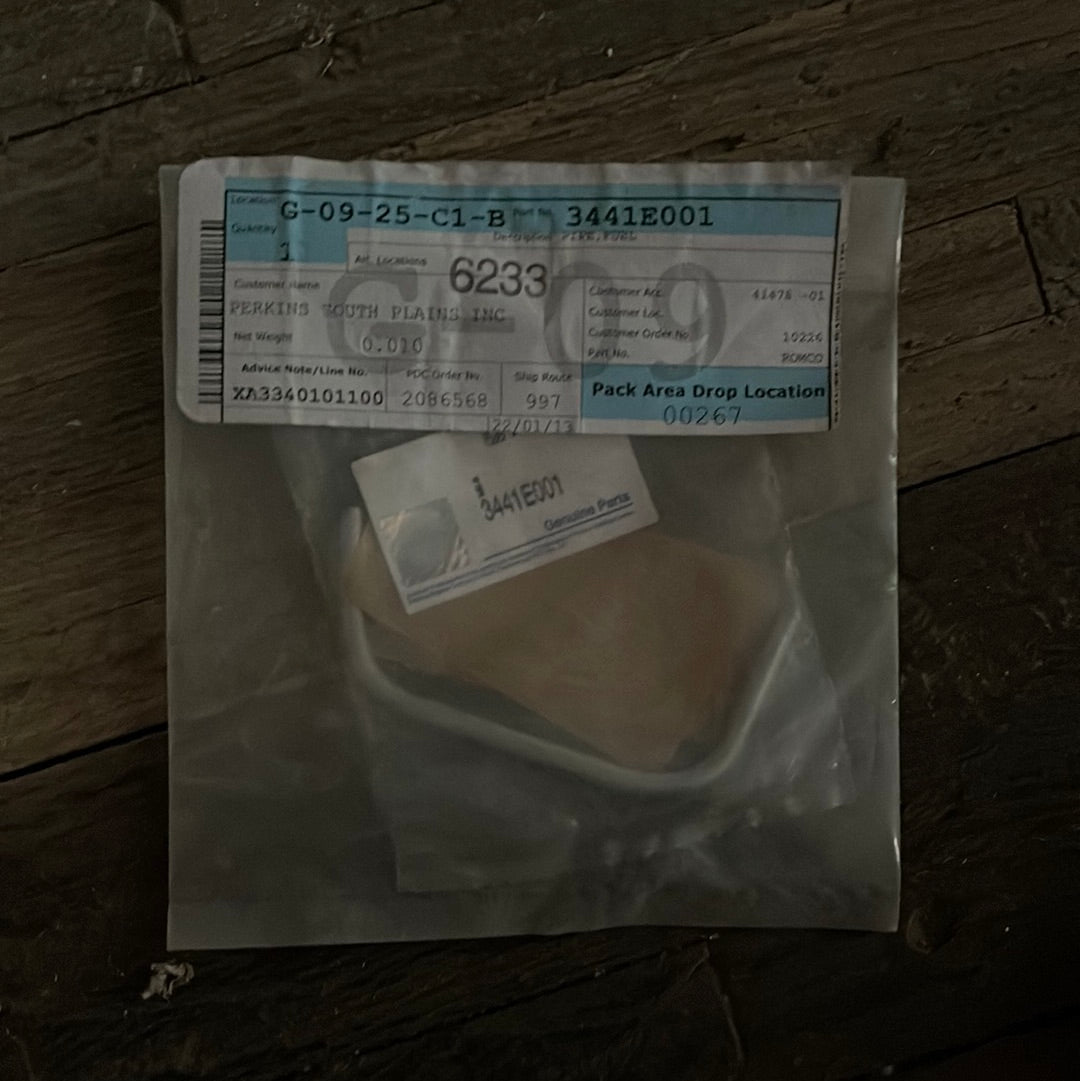 Location G-09-25-C1-B Part No. 3441E001
Quantity 1
Description PIPE,FUEL
Alt. Locations 6233
G-09
Customer Name
PERKINS SOUTH PLAINS INC
Net Weight 0.010
Customer Acc. 41478 -01
Customer Loc.
Customer Order No. 10226
Part No. ROMCO
Advice Note/Line No. PDC Order No. Ship Route
XA3340101100 2086568 997
Pack Area Drop Location
00267
22/01/13
3441E001
Genuine Parts